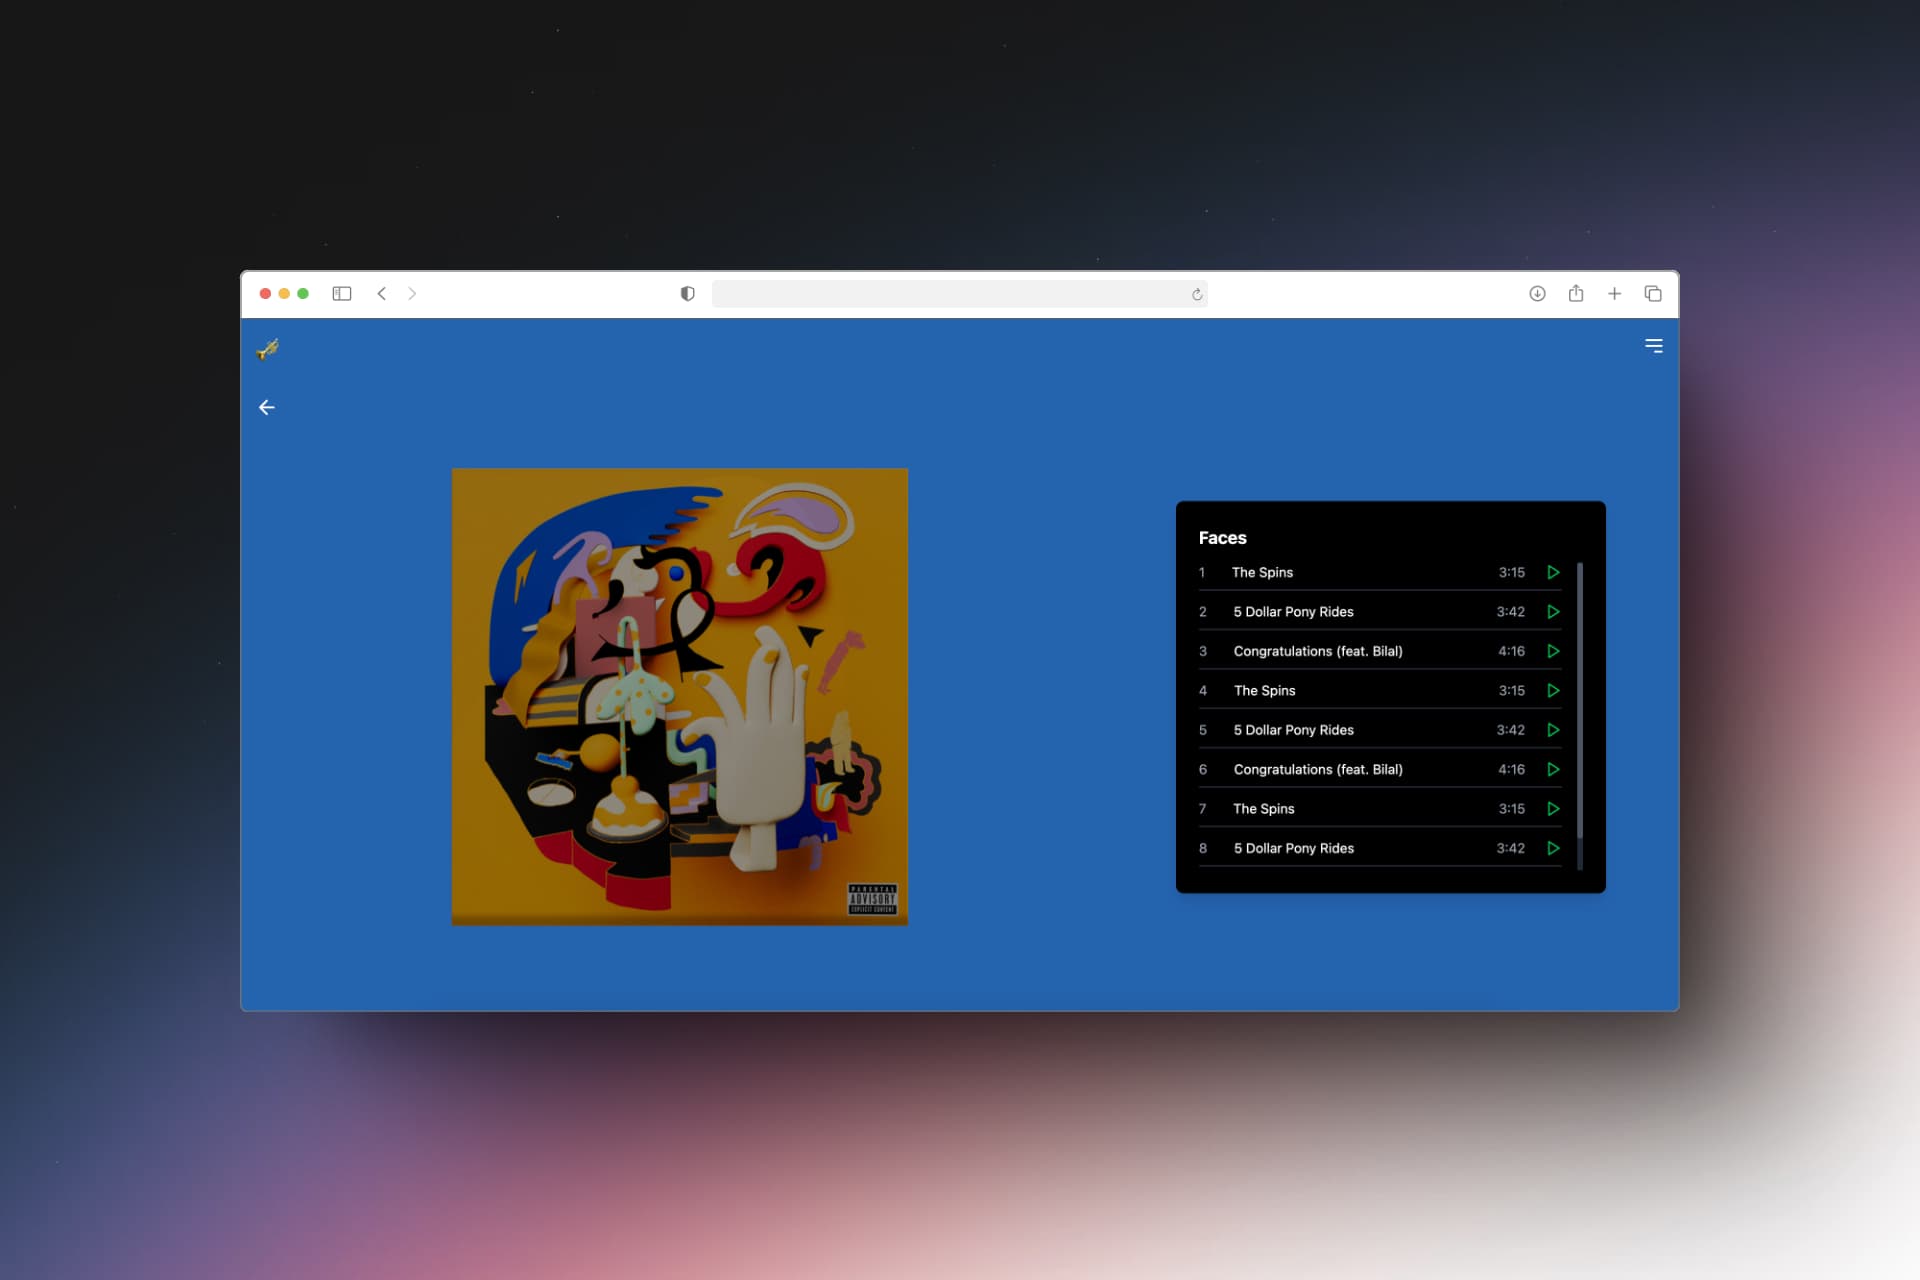 Faces
1 The Spins 3:15
2 5 Dollar Pony Rides 3:42
3 Congratulations (feat. Bilal) 4:16
4 The Spins 3:15
5 5 Dollar Pony Rides 3:42
6 Congratulations (feat. Bilal) 4:16
7 The Spins 3:15
8 5 Dollar Pony Rides 3:42
PARENTAL
ADVISORY
EXPLICIT CONTENT